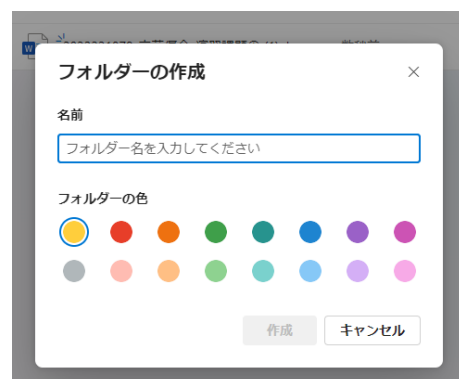 フォルダーの作成
名前
フォルダー名を入力してください
フォルダーの色
作成
キャンセル